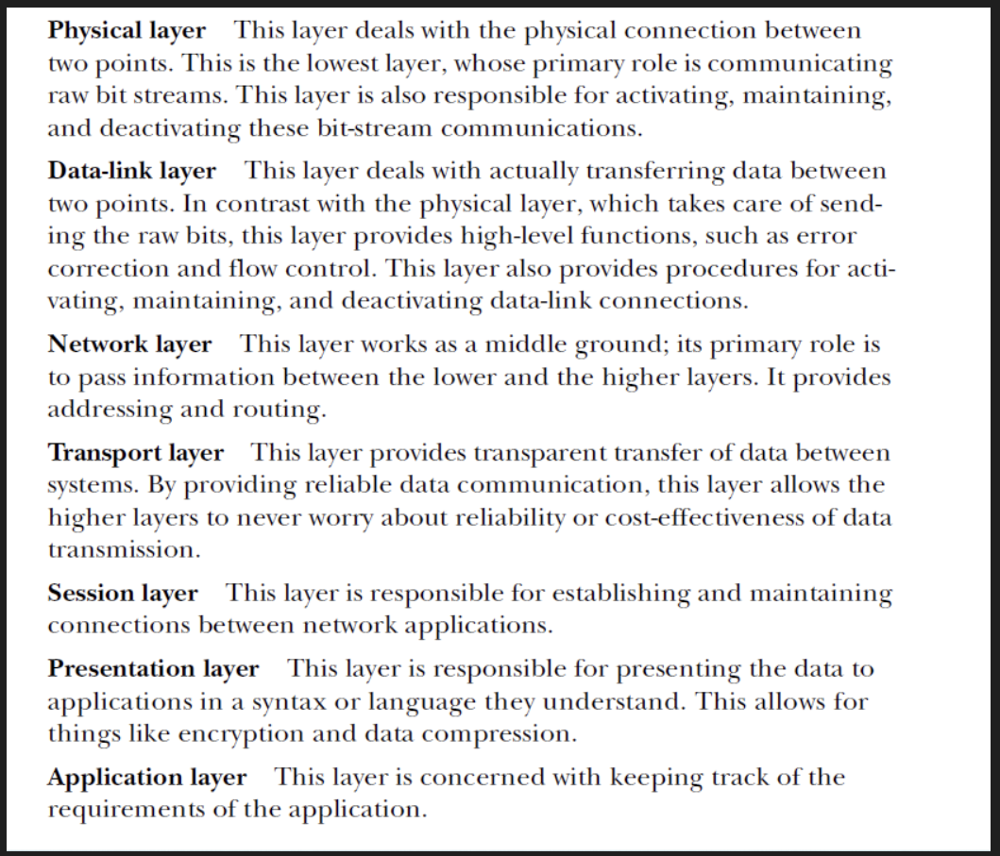 Physical layer This layer deals with the physical connection between
two points. This is the lowest layer, whose primary role is communicating
raw bit streams. This layer is also responsible for activating, maintaining,
and deactivating these bit-stream communications.
Data-link layer This layer deals with actually transferring data between
two points. In contrast with the physical layer, which takes care of send-
ing the raw bits, this layer provides high-level functions, such as error
correction and flow control. This layer also provides procedures for acti-
vating, maintaining, and deactivating data-link connections.
Network layer This layer works as a middle ground; its primary role is
to pass information between the lower and the higher layers. It provides
addressing and routing.
Transport layer This layer provides transparent transfer of data between
systems. By providing reliable data communication, this layer allows the
higher layers to never worry about reliability or cost-effectiveness of data
transmission.
Session layer This layer is responsible for establishing and maintaining
connections between network applications.
Presentation layer This layer is responsible for presenting the data to
applications in a syntax or language they understand. This allows for
things like encryption and data compression.
Application layer This layer is concerned with keeping track of the
requirements of the application.